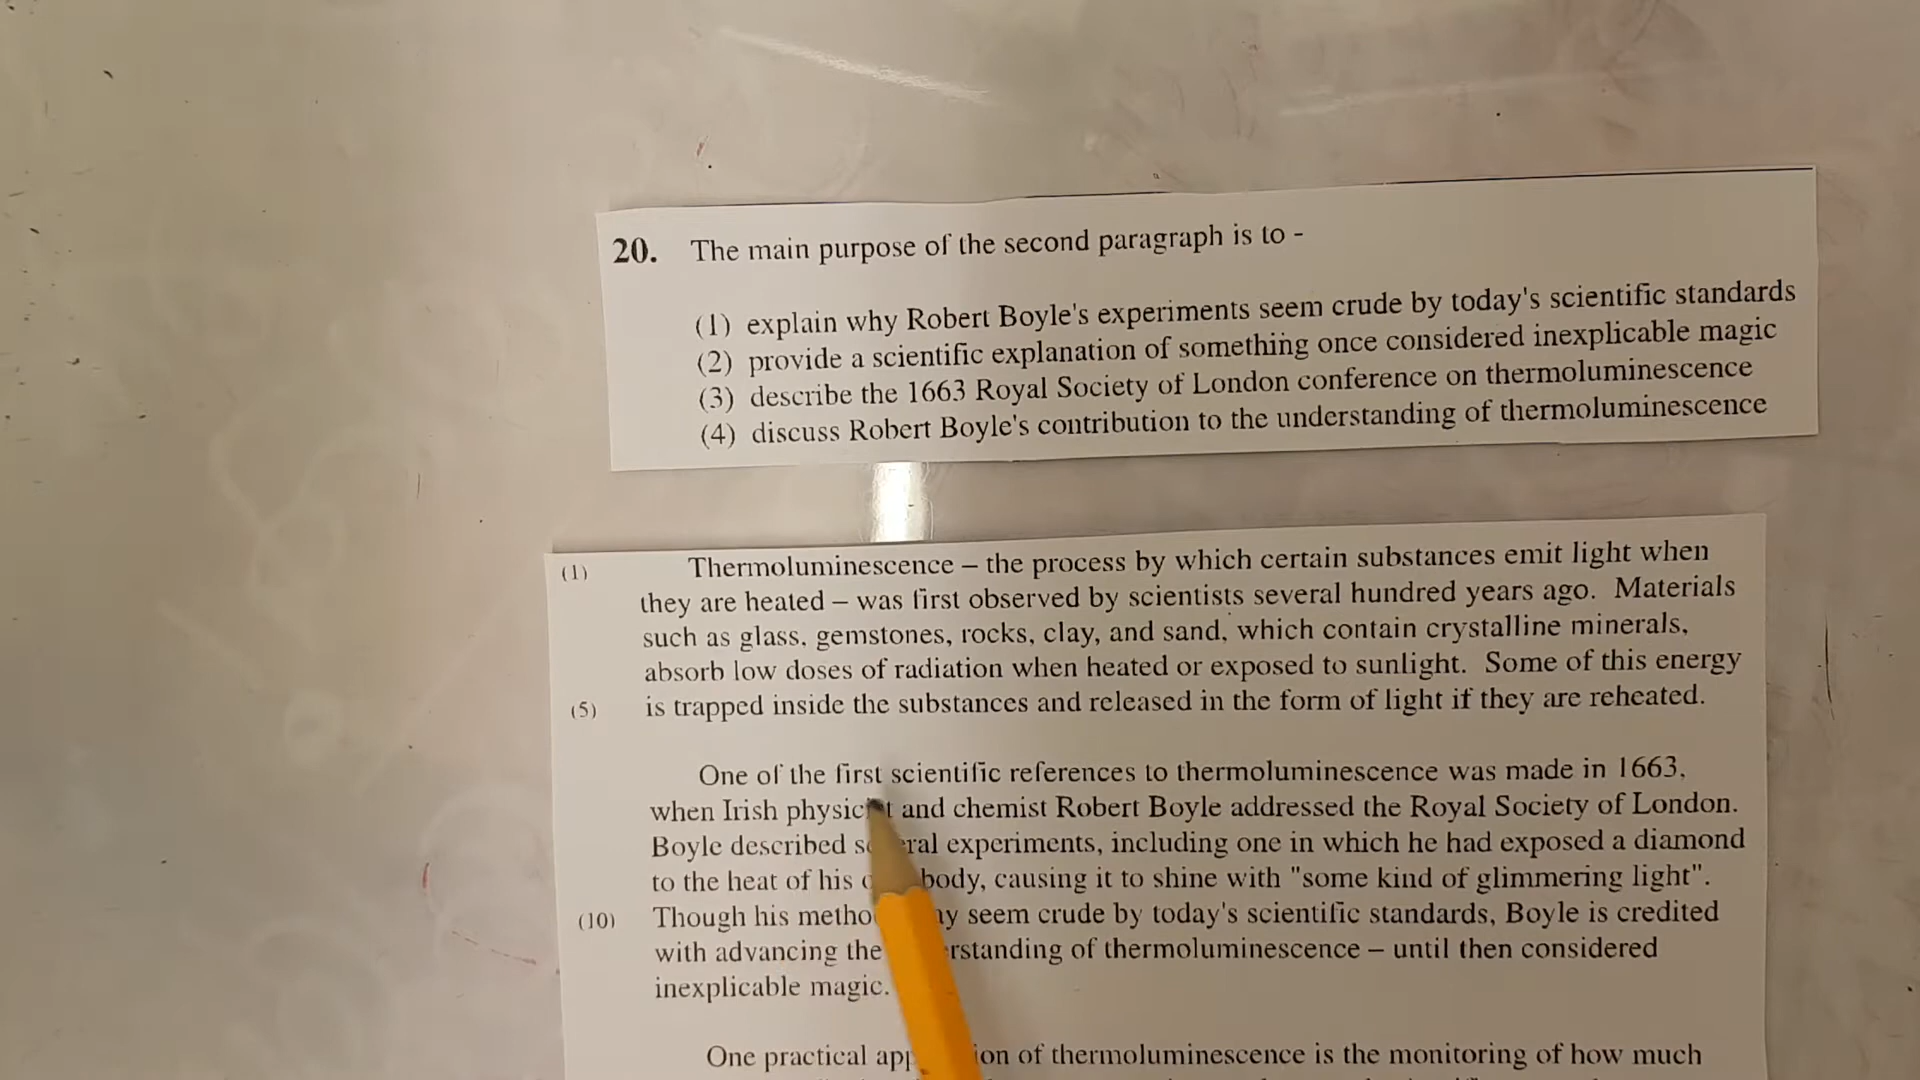 20. The main purpose of the second paragraph is to -
(1) explain why Robert Boyle's experiments seem crude by today's scientific standards
(2) provide a scientific explanation of something once considered inexplicable magic
(3) describe the 1663 Royal Society of London conference on thermoluminescence
(4) discuss Robert Boyle's contribution to the understanding of thermoluminescence
(1) Thermoluminescence – the process by which certain substances emit light when
they are heated – was first observed by scientists several hundred years ago. Materials
such as glass, gemstones, rocks, clay, and sand, which contain crystalline minerals,
absorb low doses of radiation when heated or exposed to sunlight. Some of this energy
(5) is trapped inside the substances and released in the form of light if they are reheated.
One of the first scientific references to thermoluminescence was made in 1663,
when Irish physicist and chemist Robert Boyle addressed the Royal Society of London.
Boyle described several experiments, including one in which he had exposed a diamond
to the heat of his body, causing it to shine with "some kind of glimmering light".
(10) Though his seem crude by today's scientific standards, Boyle is credited
with advancing the understanding of thermoluminescence – until then considered
inexplicable magic.
One practical of thermoluminescence is the monitoring of how much